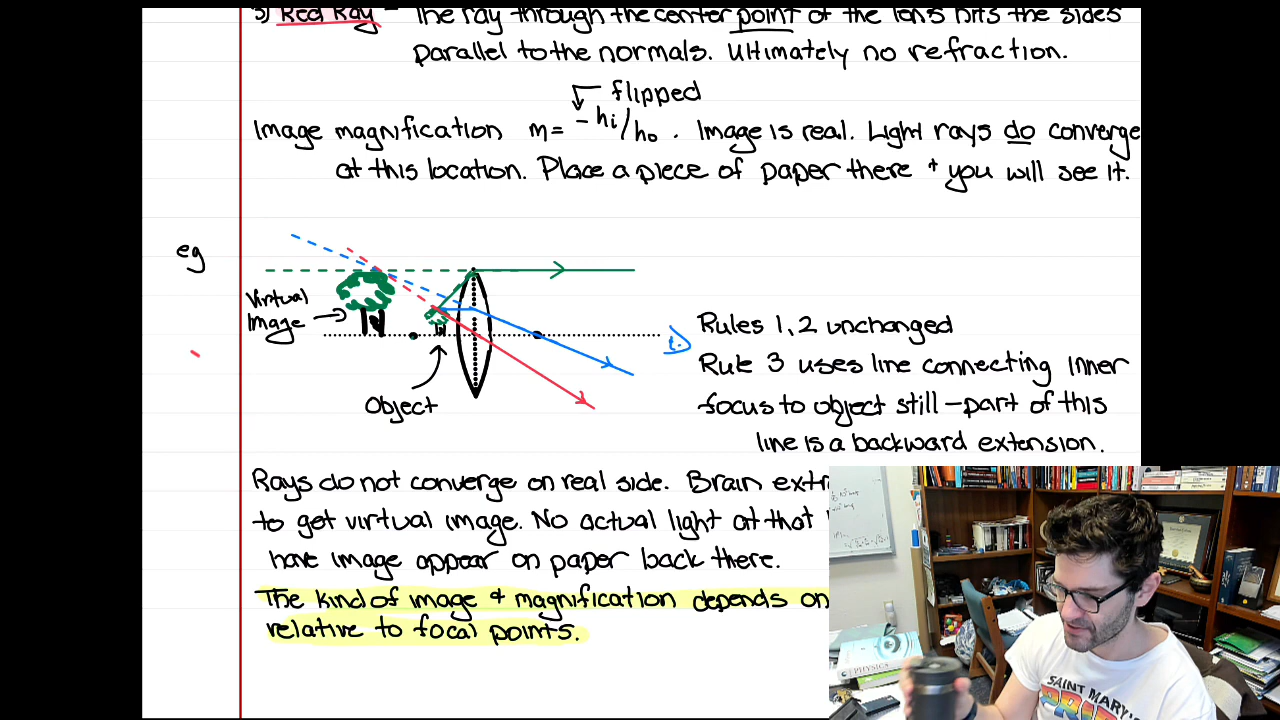 3) Red Ray - The ray through the center point of the lens hits the sides
parallel to the normals. Ultimately no refraction.
flipped
Image magnification m= -hi/ho. Image is real. Light rays do converge
at this location. Place a piece of paper there + you will see it.
eg
Virtual
Image
Object
Rules 1, 2 unchanged
Rule 3 uses line connecting inner
focus to object still - part of this
line is a backward extension.
Rays do not converge on real side. Brain extr
to get virtual image. No actual light at that
have image appear on paper back there.
The kind of image + magnification depends on
relative to focal points.
PHYSICS
SAINT MARY'S
PRIDE